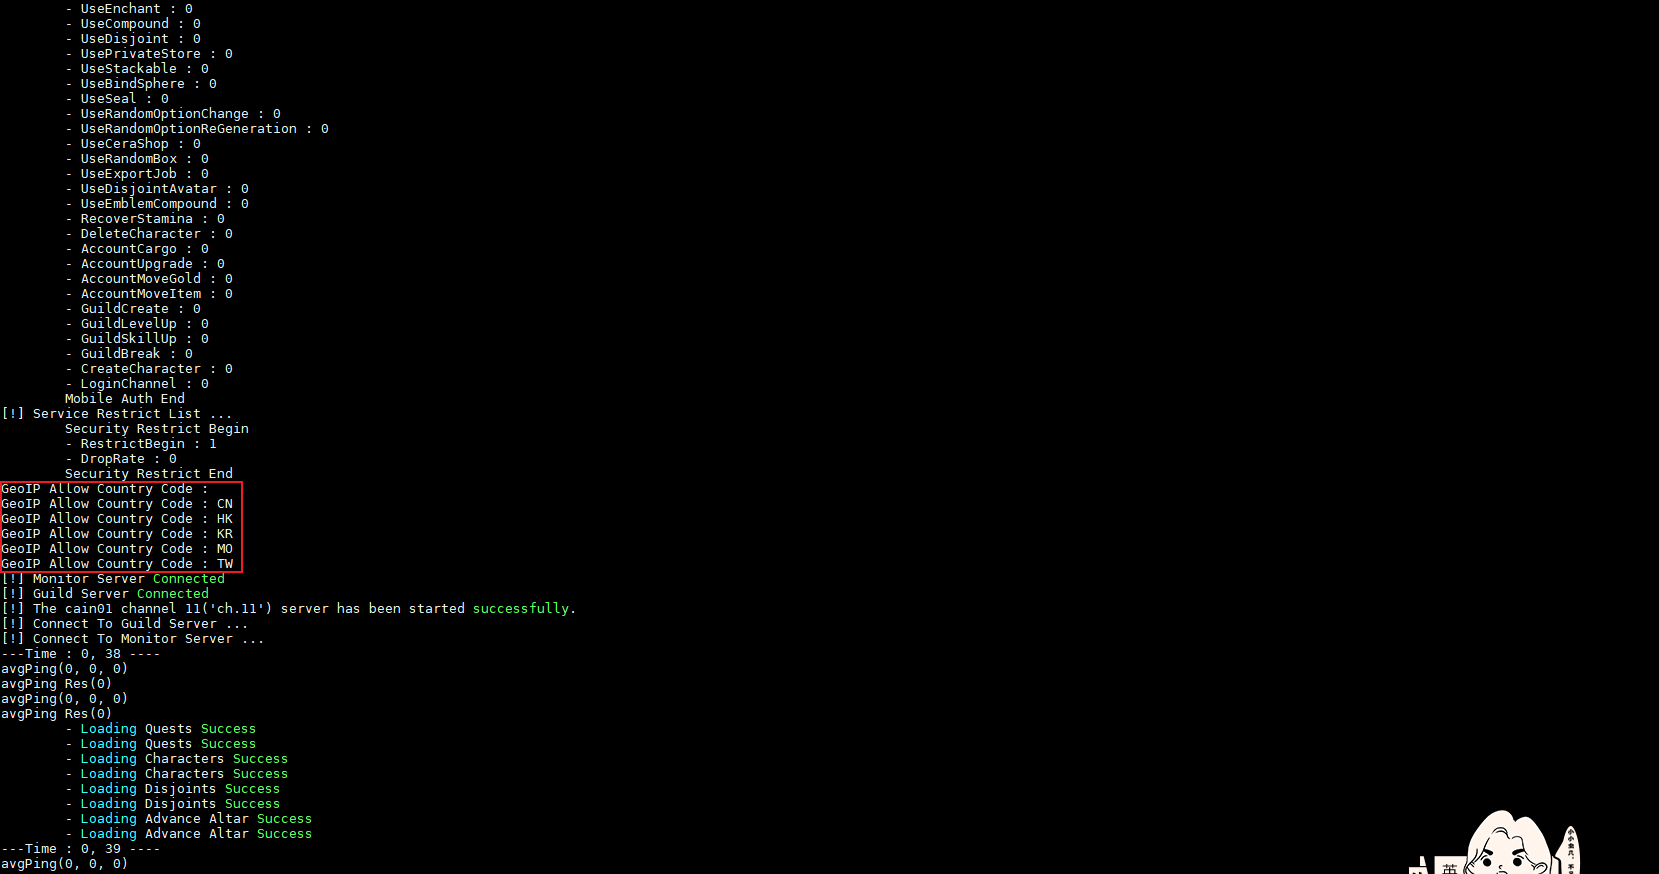 - UseEnchant : 0
- UseCompound : 0
- UseDisjoint : 0
- UsePrivateStore : 0
- UseStackable : 0
- UseBindSphere : 0
- UseSeal : 0
- UseRandomOptionChange : 0
- UseRandomOptionReGeneration : 0
- UseCeraShop : 0
- UseRandomBox : 0
- UseExportJob : 0
- UseDisjointAvatar : 0
- UseEmblemCompound : 0
- RecoverStamina : 0
- DeleteCharacter : 0
- AccountCargo : 0
- AccountUpgrade : 0
- AccountMoveGold : 0
- AccountMoveItem : 0
- GuildCreate : 0
- GuildLevelUp : 0
- GuildSkillUp : 0
- GuildBreak : 0
- CreateCharacter : 0
- LoginChannel : 0
Mobile Auth End
[!] Service Restrict List ...
Security Restrict Begin
- RestrictBegin : 1
- DropRate : 0
Security Restrict End
GeoIP Allow Country Code :
GeoIP Allow Country Code : CN
GeoIP Allow Country Code : HK
GeoIP Allow Country Code : KR
GeoIP Allow Country Code : MO
GeoIP Allow Country Code : TW
[!] Monitor Server Connected
[!] Guild Server Connected
[!] The cain01 channel 11('ch.11') server has been started successfully.
[!] Connect To Guild Server ...
[!] Connect To Monitor Server ...
---Time : 0, 38 ----
avgPing(0, 0, 0)
avgPing Res(0)
avgPing(0, 0, 0)
avgPing Res(0)
- Loading Quests Success
- Loading Quests Success
- Loading Characters Success
- Loading Characters Success
- Loading Disjoints Success
- Loading Disjoints Success
- Loading Advance Altar Success
- Loading Advance Altar Success
---Time : 0, 39 ----
avgPing(0, 0, 0)
英